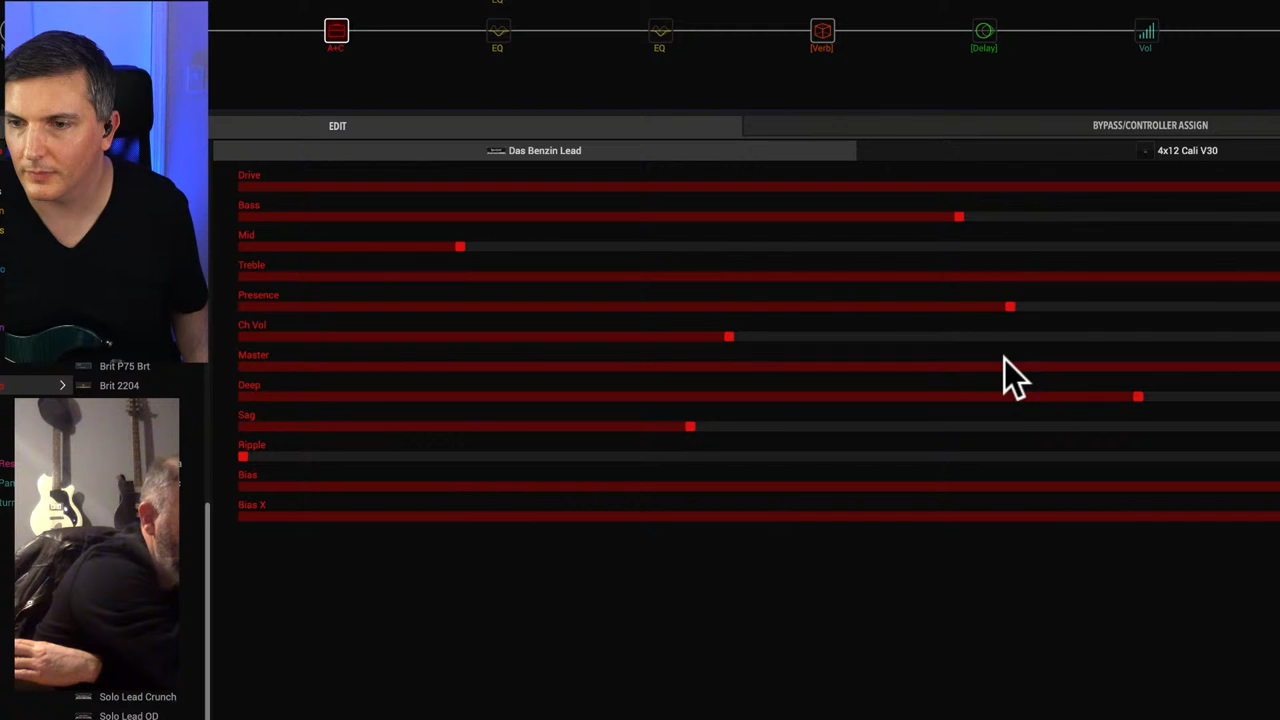 EQ
A+C
EQ
EQ
[Verb]
[Delay]
Vol
EDIT
BYPASS/CONTROLLER ASSIGN
Das Benzin Lead
4x12 Cali V30
Drive
Bass
Mid
Treble
Presence
Ch Vol
Master
Deep
Sag
Ripple
Bias
Bias X
Brit P75 Brt
Brit 2204
Solo Lead Crunch
Solo Lead OD